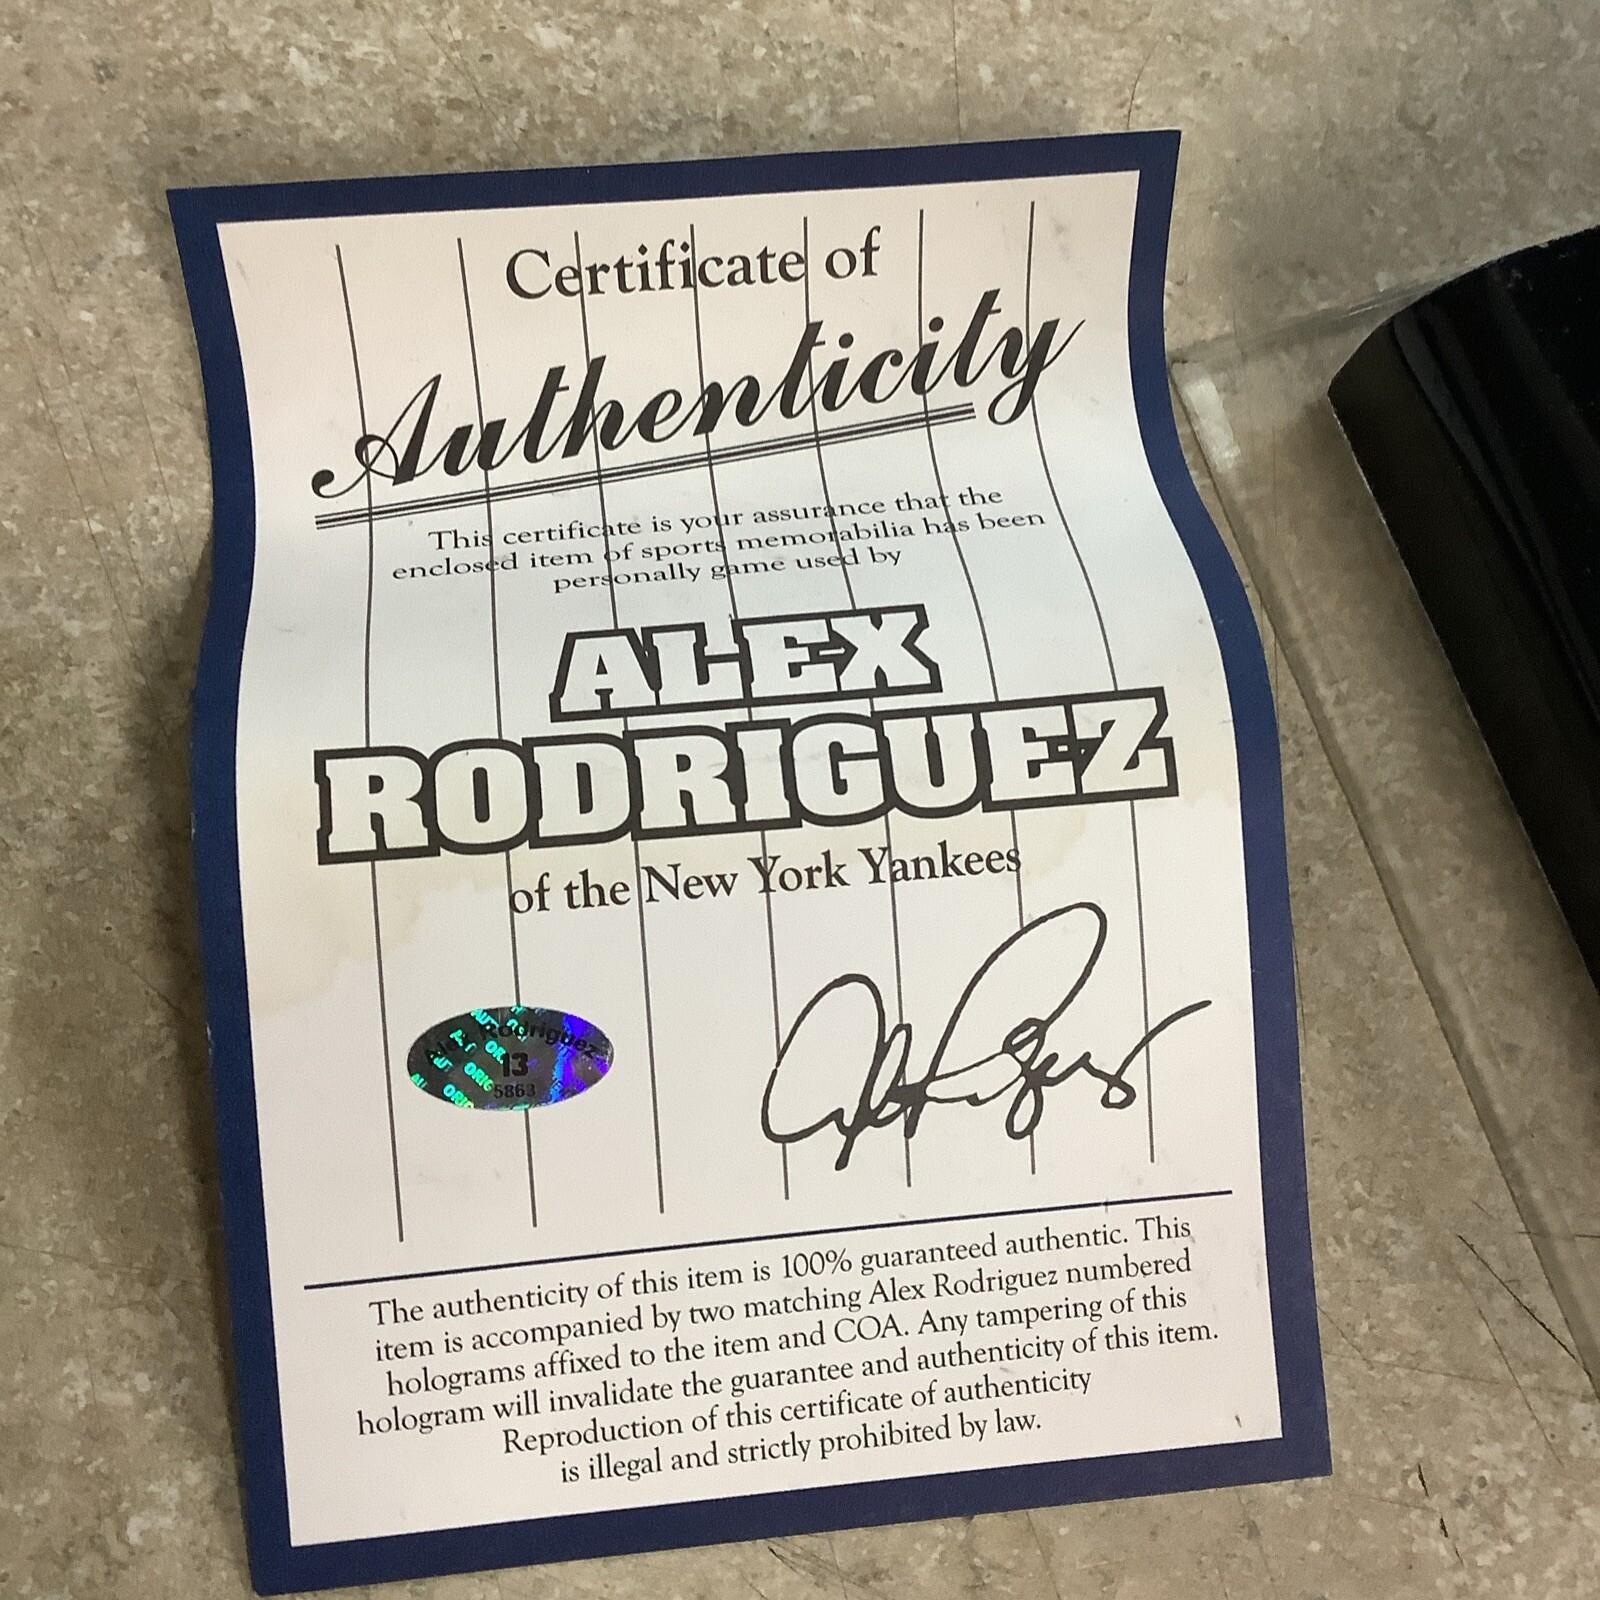 Certificate of
Authenticity
This certificate is your assurance that the
enclosed item of sports memorabilia has been
personally game used by
ALEX
RODRIGUEZ
of the New York Yankees
Alex Rodriguez
13
5863
The authenticity of this item is 100% guaranteed authentic. This
item is accompanied by two matching Alex Rodriguez numbered
holograms affixed to the item and COA. Any tampering of this
hologram will invalidate the guarantee and authenticity of this item.
Reproduction of this certificate of authenticity
is illegal and strictly prohibited by law.